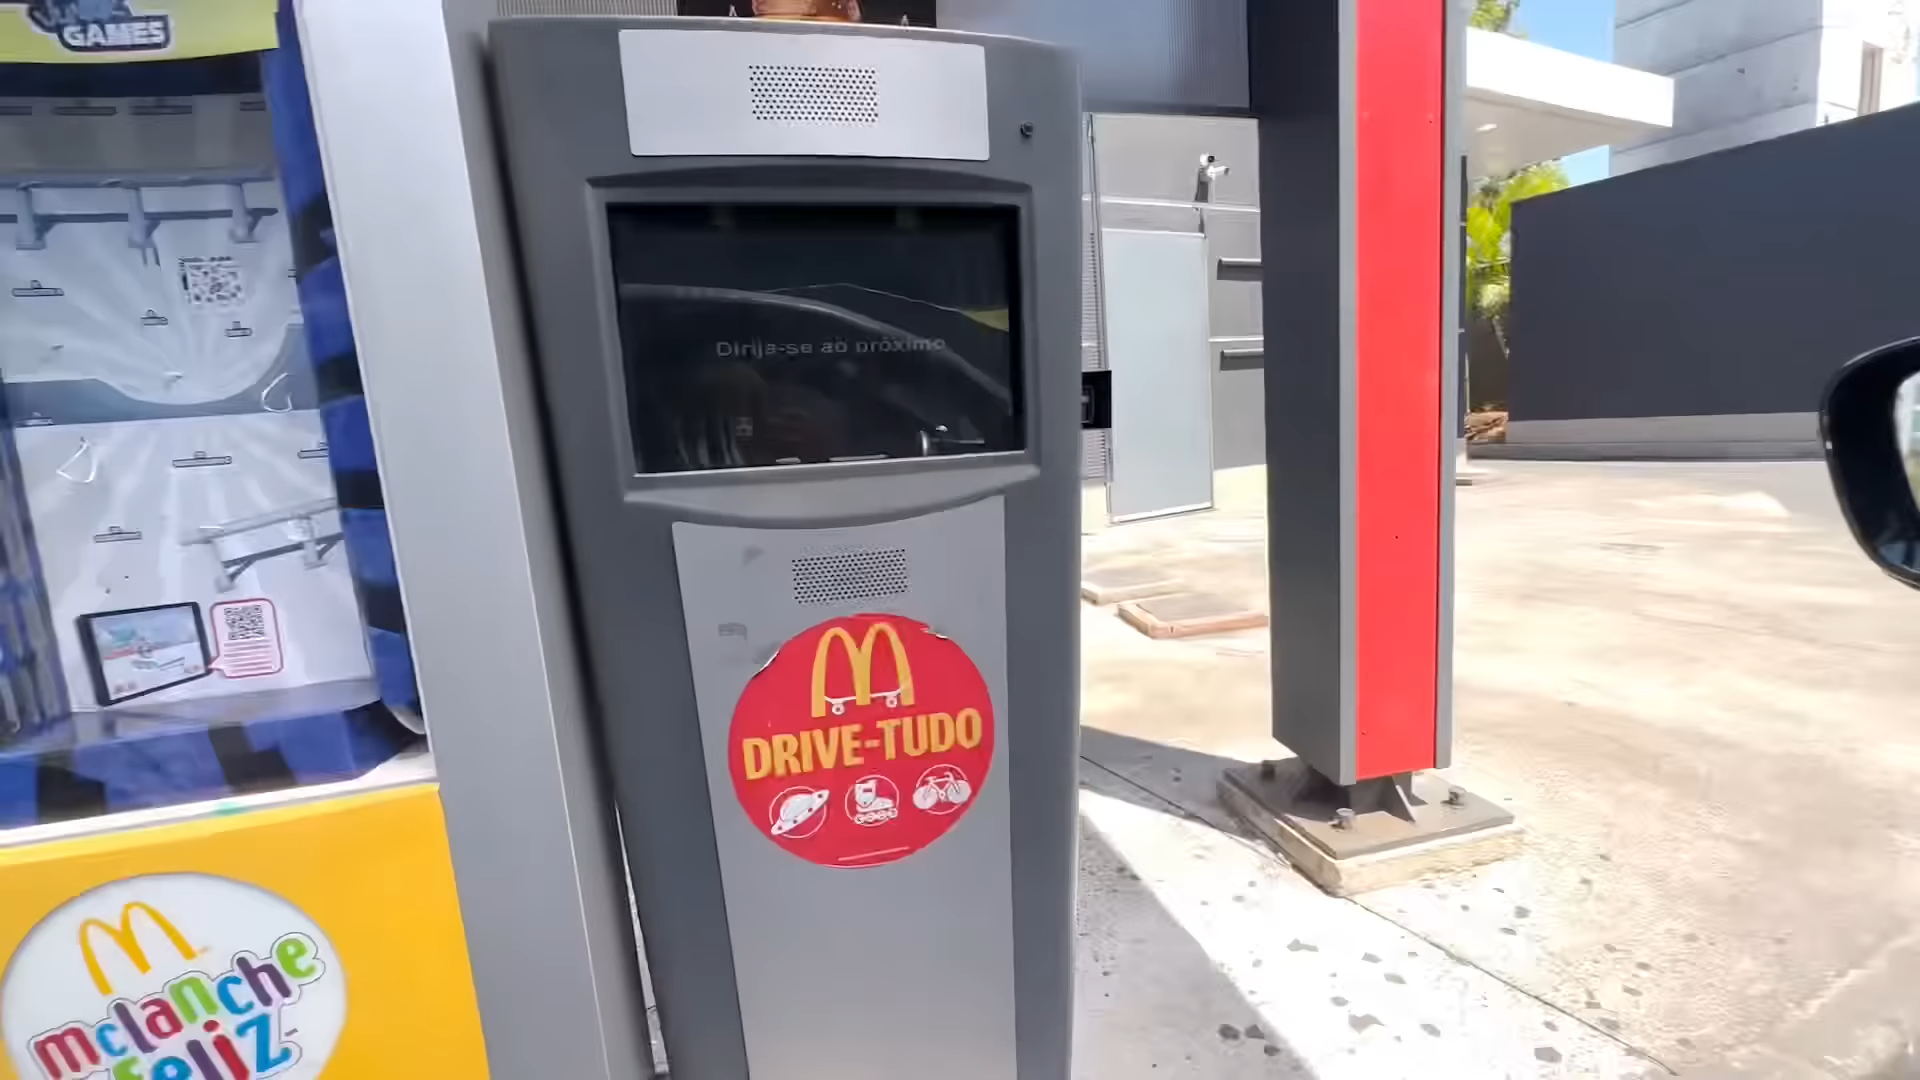 GAMES
Dirija-se ao próximo
DRIVE-TUDO
mclanche
feliz